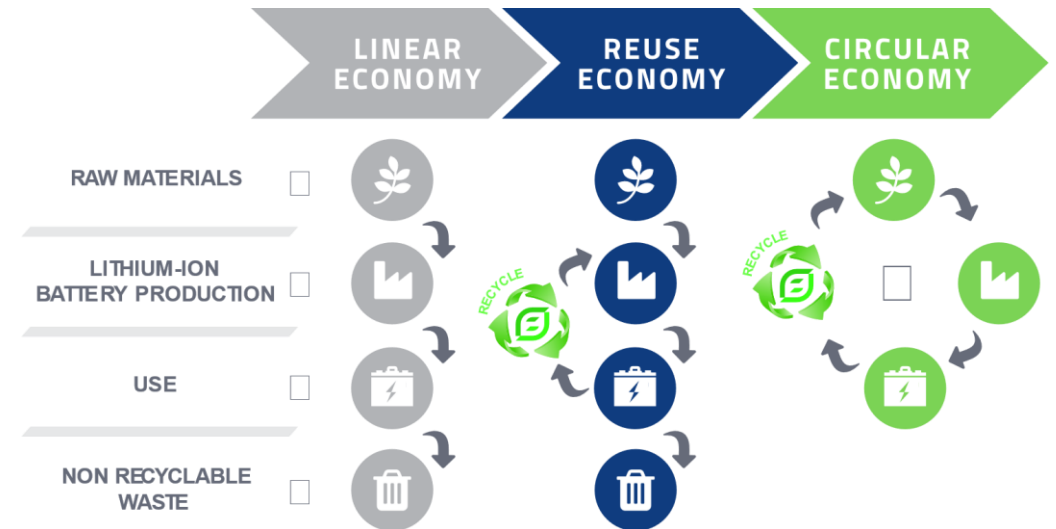 LINEAR
ECONOMY
REUSE
ECONOMY
CIRCULAR
ECONOMY
RAW MATERIALS
LITHIUM-ION
BATTERY PRODUCTION
RECYCLE
RECYCLE
USE
NON RECYCLABLE
WASTE